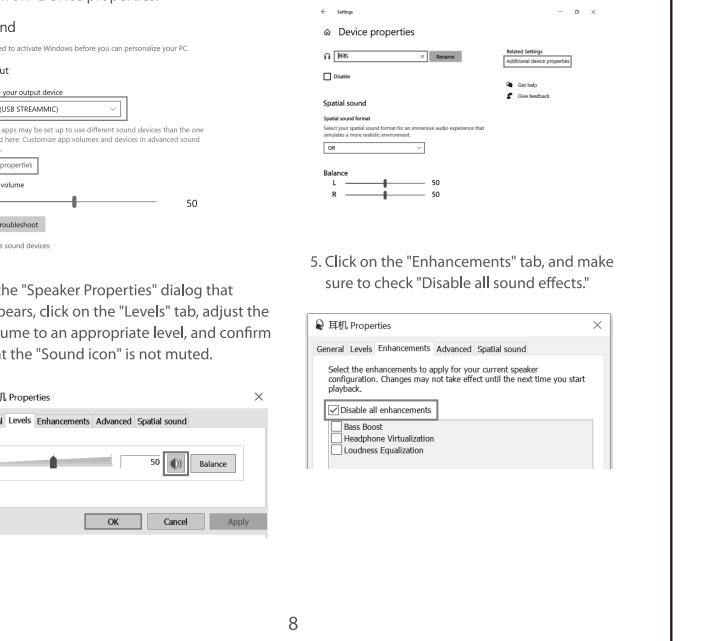 nd
ed to activate Windows before you can personalize your PC.
ut
your output device
(USB STREAMMIC)
apps may be set up to use different sound devices than the one
d here. Customize app volumes and devices in advanced sound
properties
volume
50
roubleshoot
e sound devices
the "Speaker Properties" dialog that
pears, click on the "Levels" tab, adjust the
ume to an appropriate level, and confirm
at the "Sound icon" is not muted.
机 Properties
l Levels Enhancements Advanced Spatial sound
50 Balance
OK Cancel Apply
Settings
Device properties
耳机 Rename
Disable
Spatial sound
Spatial sound format
Select your spatial sound format for an immersive audio experience that
simulates a more realistic environment.
Off
Balance
L 50
R 50
Related Settings
Additional device properties
Get help
Give feedback
5. Click on the "Enhancements" tab, and make
sure to check "Disable all sound effects."
耳机 Properties
General Levels Enhancements Advanced Spatial sound
Select the enhancements to apply for your current speaker
configuration. Changes may not take effect until the next time you start
playback.
Disable all enhancements
Bass Boost
Headphone Virtualization
Loudness Equalization
8